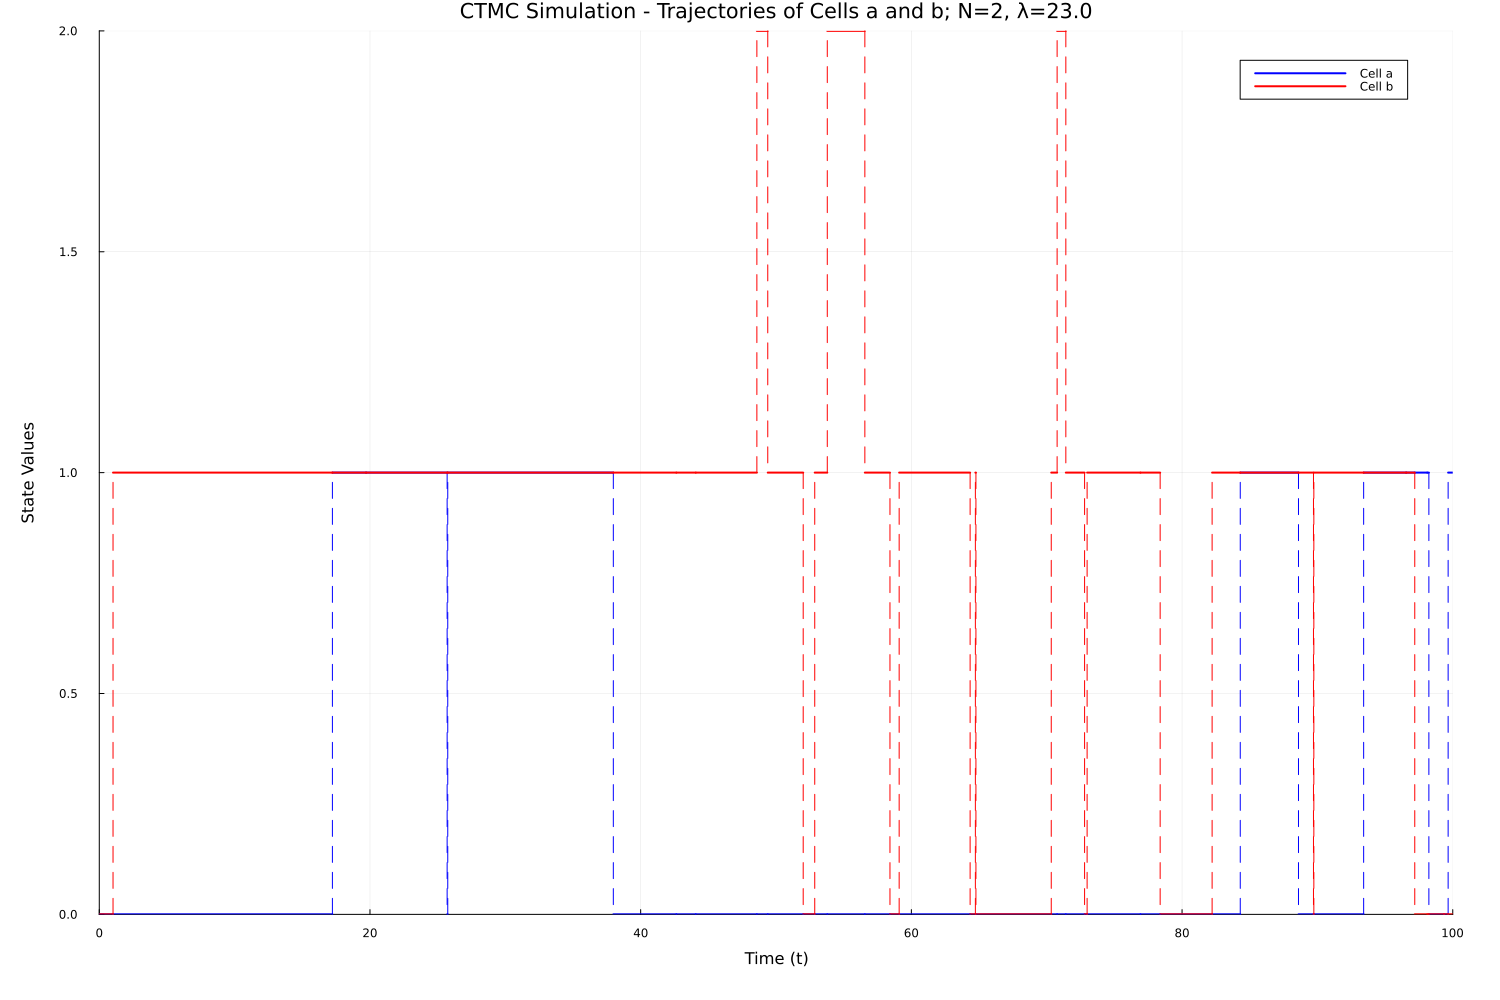 CTMC Simulation - Trajectories of Cells a and b; N=2, λ=23.0
2.0
Cell a
Cell b
1.5
State Values
1.0
0.5
0.0
0 20 40 60 80 100
Time (t)